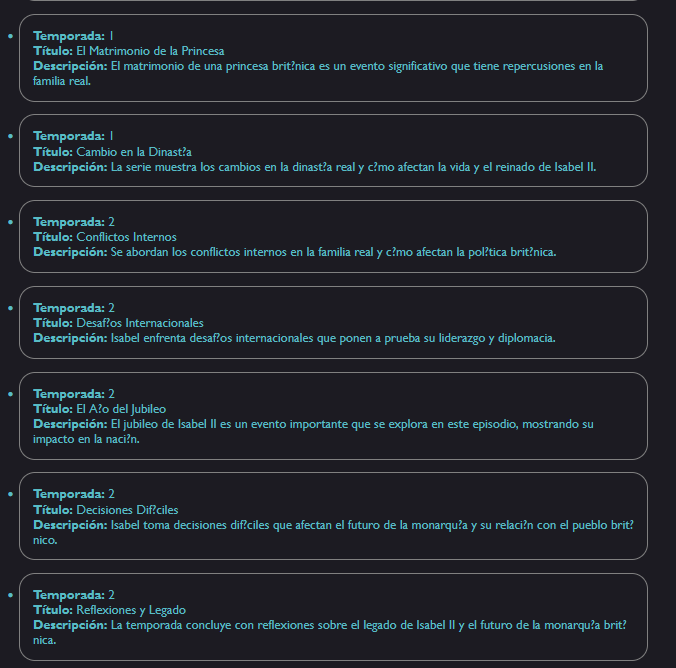 Temporada: 1
Título: El Matrimonio de la Princesa
Descripción: El matrimonio de una princesa brit?nica es un evento significativo que tiene repercusiones en la
familia real.
Temporada: 1
Título: Cambio en la Dinast?a
Descripción: La serie muestra los cambios en la dinast?a real y c?mo afectan la vida y el reinado de Isabel II.
Temporada: 2
Título: Conflictos Internos
Descripción: Se abordan los conflictos internos en la familia real y c?mo afectan la pol?tica brit?nica.
Temporada: 2
Título: Desaf?os Internacionales
Descripción: Isabel enfrenta desaf?os internacionales que ponen a prueba su liderazgo y diplomacia.
Temporada: 2
Título: El A?o del Jubileo
Descripción: El jubileo de Isabel II es un evento importante que se explora en este episodio, mostrando su
impacto en la naci?n.
Temporada: 2
Título: Decisiones Dif?ciles
Descripción: Isabel toma decisiones dif?ciles que afectan el futuro de la monarqu?a y su relaci?n con el pueblo brit?
nico.
Temporada: 2
Título: Reflexiones y Legado
Descripción: La temporada concluye con reflexiones sobre el legado de Isabel II y el futuro de la monarqu?a brit?
nica.